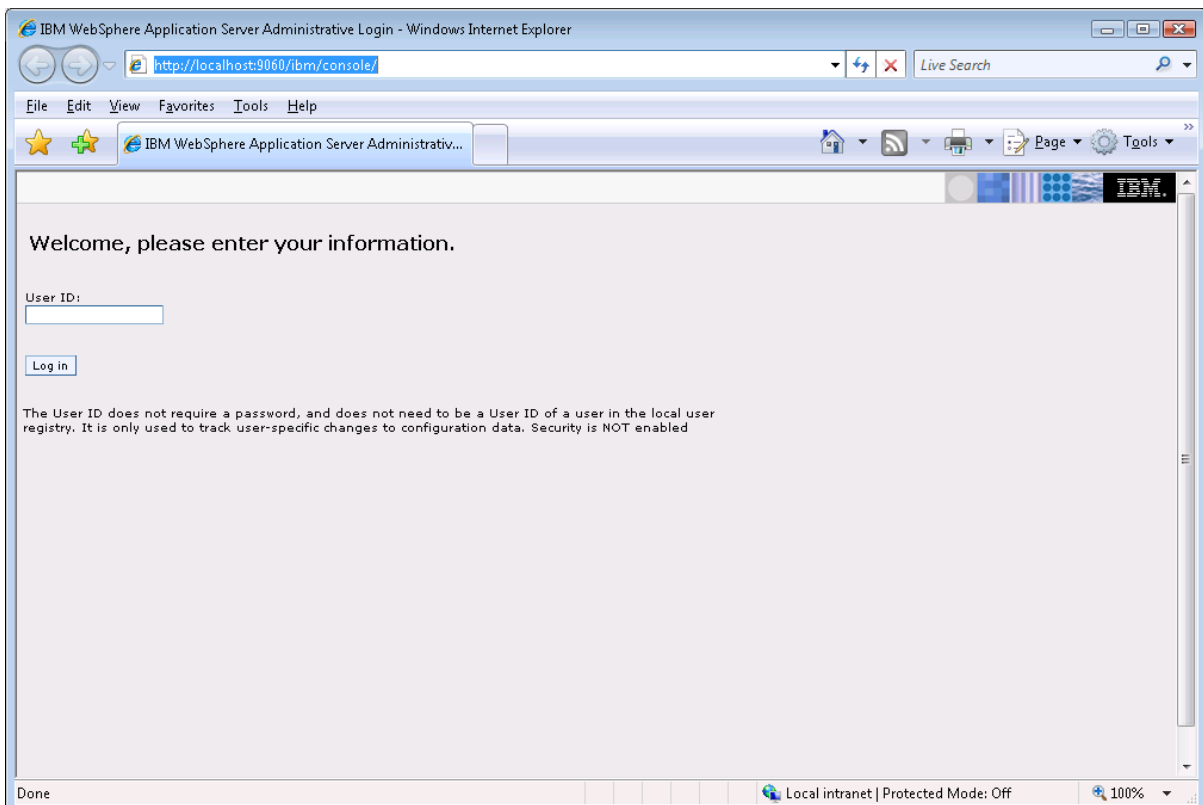 IBM WebSphere Application Server Administrative Login - Windows Internet Explorer
http://localhost:9060/ibm/console/
Live Search
File Edit View Favorites Tools Help
IBM WebSphere Application Server Administrativ...
Page Tools
IBM.
Welcome, please enter your information.
User ID:
Log in
The User ID does not require a password, and does not need to be a User ID of a user in the local user
registry. It is only used to track user-specific changes to configuration data. Security is NOT enabled
Done
Local intranet | Protected Mode: Off
100%